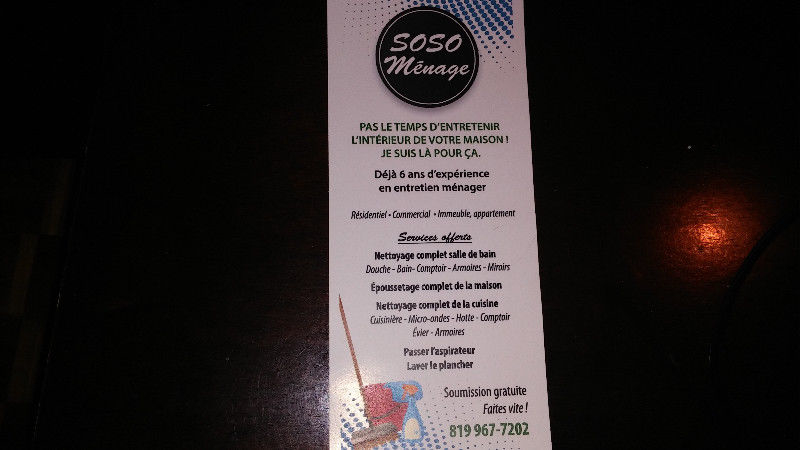 SOSO
Ménage
PAS LE TEMPS D'ENTRETENIR
L'INTÉRIEUR DE VOTRE MAISON !
JE SUIS LÀ POUR ÇA.
Déjà 6 ans d'expérience
en entretien ménager
Résidentiel • Commercial • Immeuble, appartement
Services offerts
Nettoyage complet salle de bain
Douche - Bain- Comptoir - Armoires - Miroirs
Époussetage complet de la maison
Nettoyage complet de la cuisine
Cuisinière - Micro-ondes - Hotte - Comptoir
Évier - Armoires
Passer l'aspirateur
Laver le plancher
Soumission gratuite
Faites vite !
819 967-7202